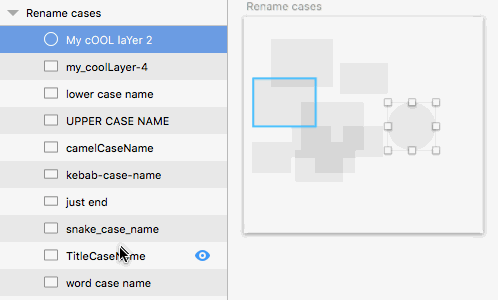 Rename cases
My cOOL laYer 2
my_coolLayer-4
lower case name
UPPER CASE NAME
camelCaseName
kebab-case-name
just end
snake_case_name
TitleCaseName
word case name
Rename cases